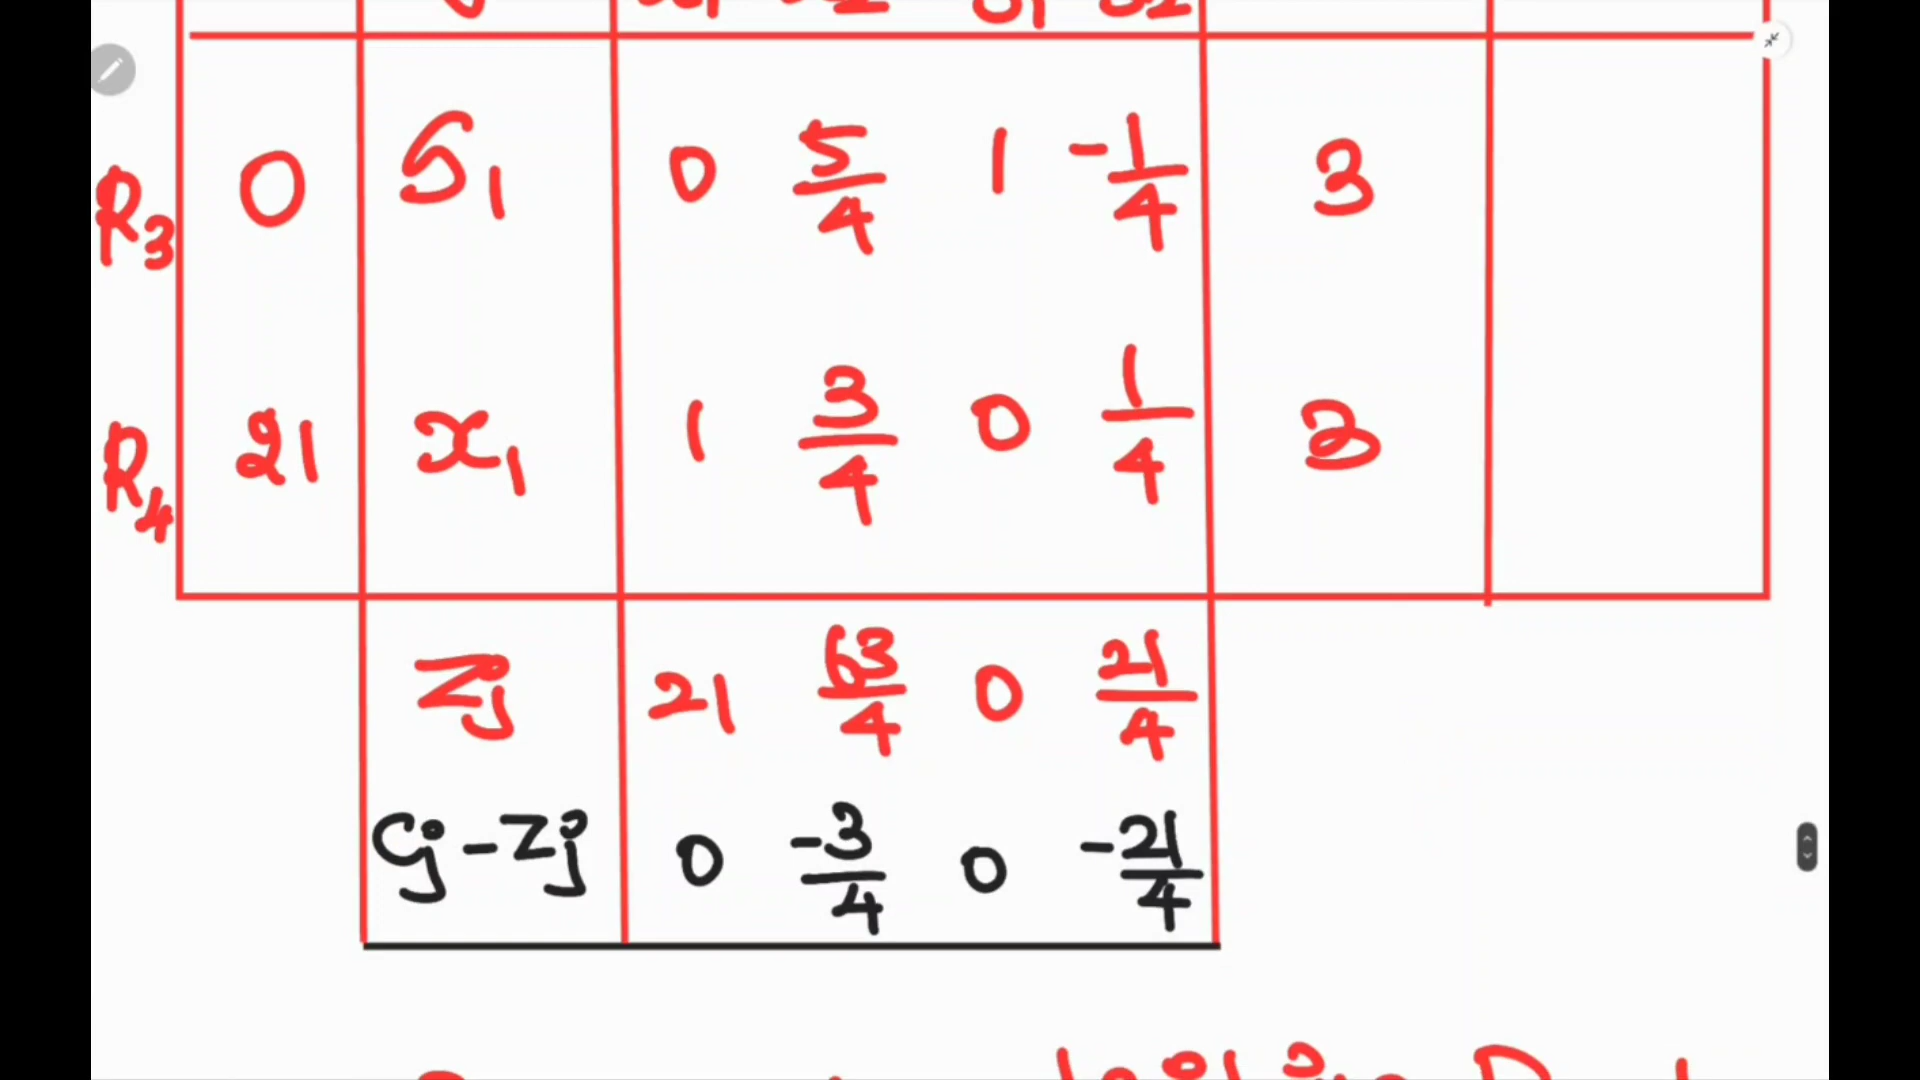 R3 0 S1 0 5/4 1 -1/4 3
R4 21 x1 1 3/4 0 1/4 3
Zj 21 63/4 0 21/4
Cj-Zj 0 -3/4 0 -21/4